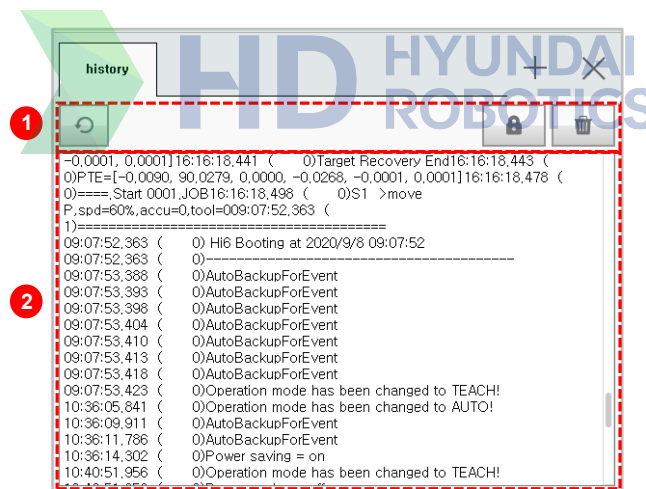 HD HYUNDAI
ROBOTICS
history
1
-0.0001, 0.0001]16:16:18.441 (    0)Target Recovery End16:16:18.443 (
0)PTE=[-0.0090, 90.0279, 0.0000, -0.0268, -0.0001, 0.0001]16:16:18.478 (
0)====.Start 0001.JOB16:16:18.498 (    0)S1 >move
P,spd=60%,accu=0,tool=009:07:52.363 (
1)========================================
09:07:52.363 (    0) Hi6 Booting at 2020/9/8 09:07:52
09:07:52.363 (    0)----------------------------------------
09:07:53.388 (    0)AutoBackupForEvent
09:07:53.393 (    0)AutoBackupForEvent
2
09:07:53.398 (    0)AutoBackupForEvent
09:07:53.404 (    0)AutoBackupForEvent
09:07:53.410 (    0)AutoBackupForEvent
09:07:53.413 (    0)AutoBackupForEvent
09:07:53.418 (    0)AutoBackupForEvent
09:07:53.423 (    0)Operation mode has been changed to TEACH!
10:36:05.841 (    0)Operation mode has been changed to AUTO!
10:36:09.911 (    0)AutoBackupForEvent
10:36:11.786 (    0)AutoBackupForEvent
10:36:14.302 (    0)Power saving = on
10:40:51.956 (    0)Operation mode has been changed to TEACH!